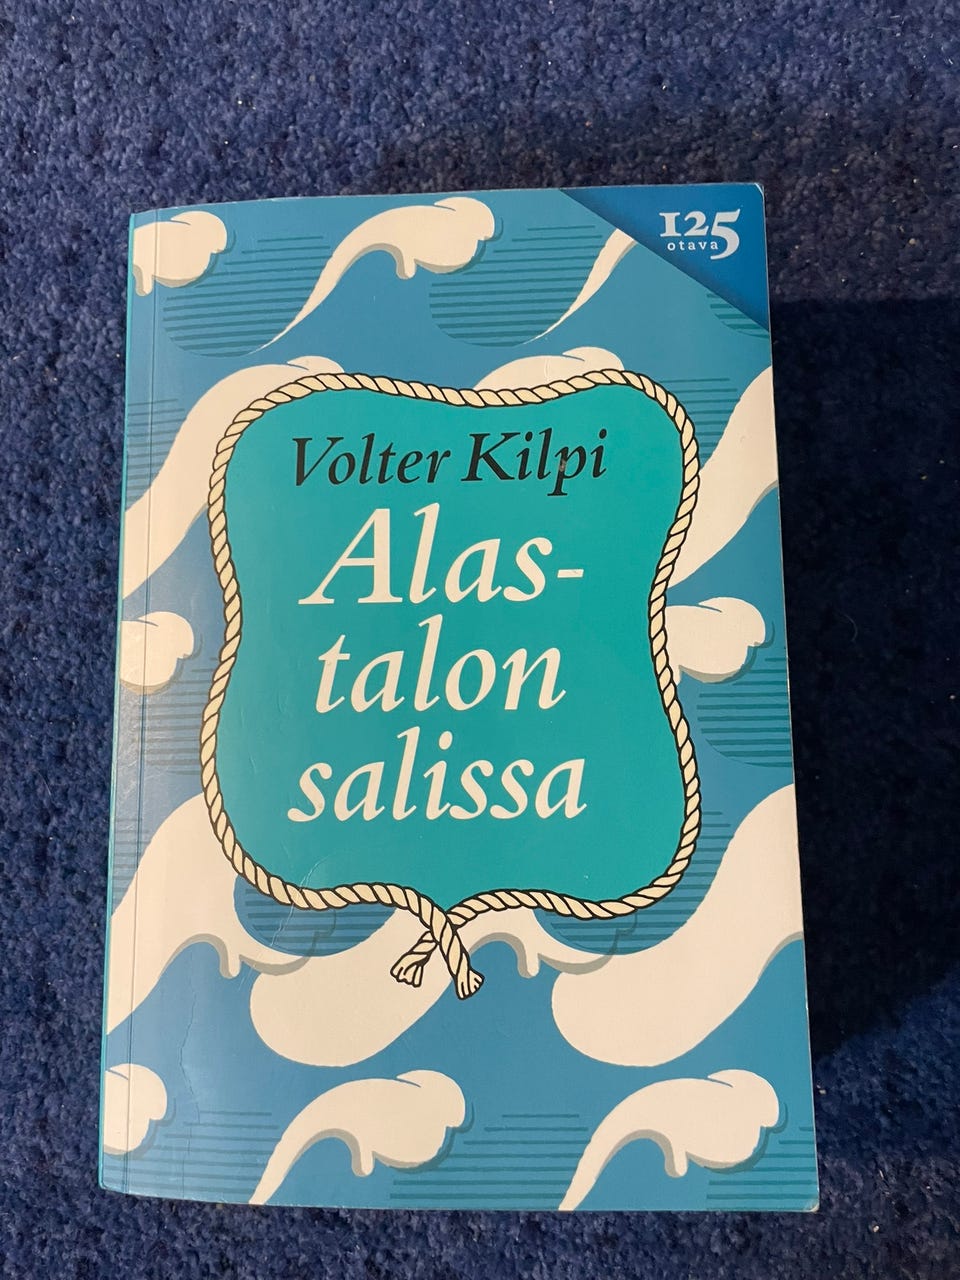 125
otava
Volter Kilpi
Alas-
talon
salissa